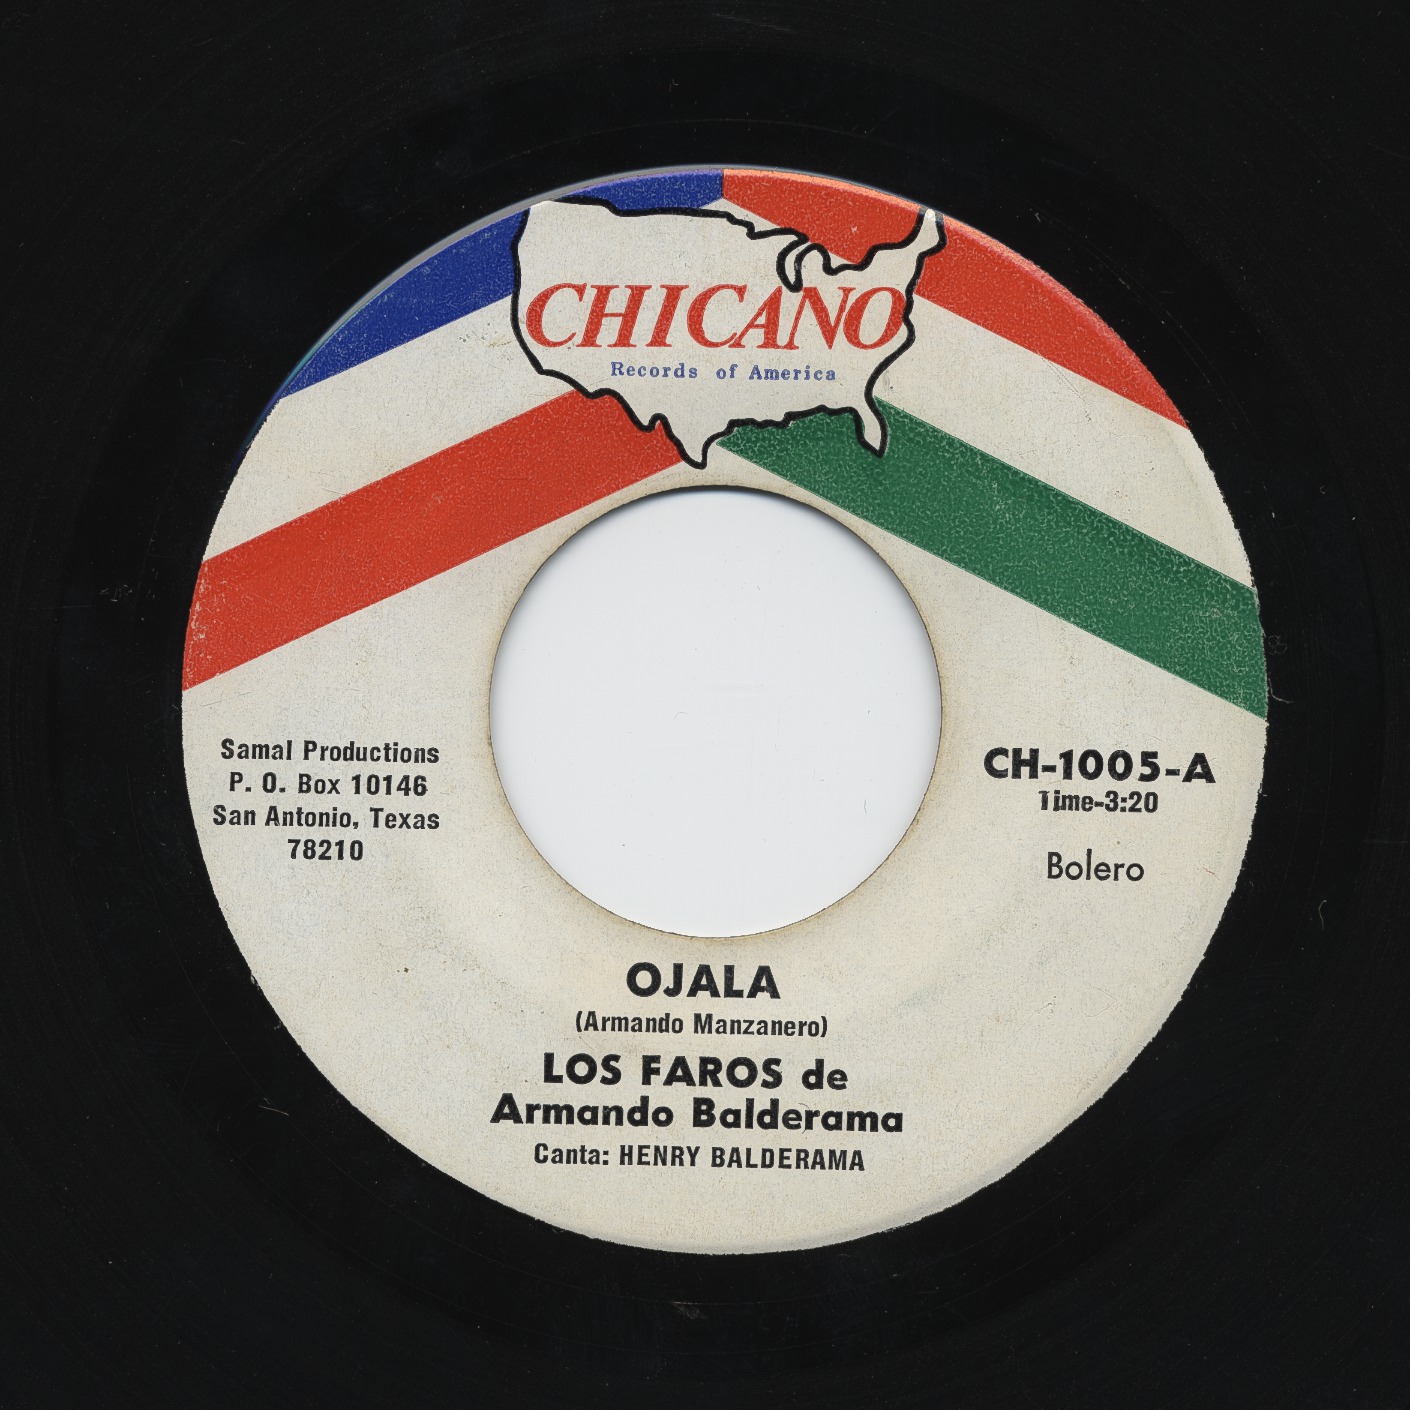 CHICANO
Records of America
Samal Productions
P. O. Box 10146
San Antonio, Texas
78210
CH-1005-A
Time-3:20
Bolero
OJALA
(Armando Manzanero)
LOS FAROS de
Armando Balderama
Canta: HENRY BALDERAMA